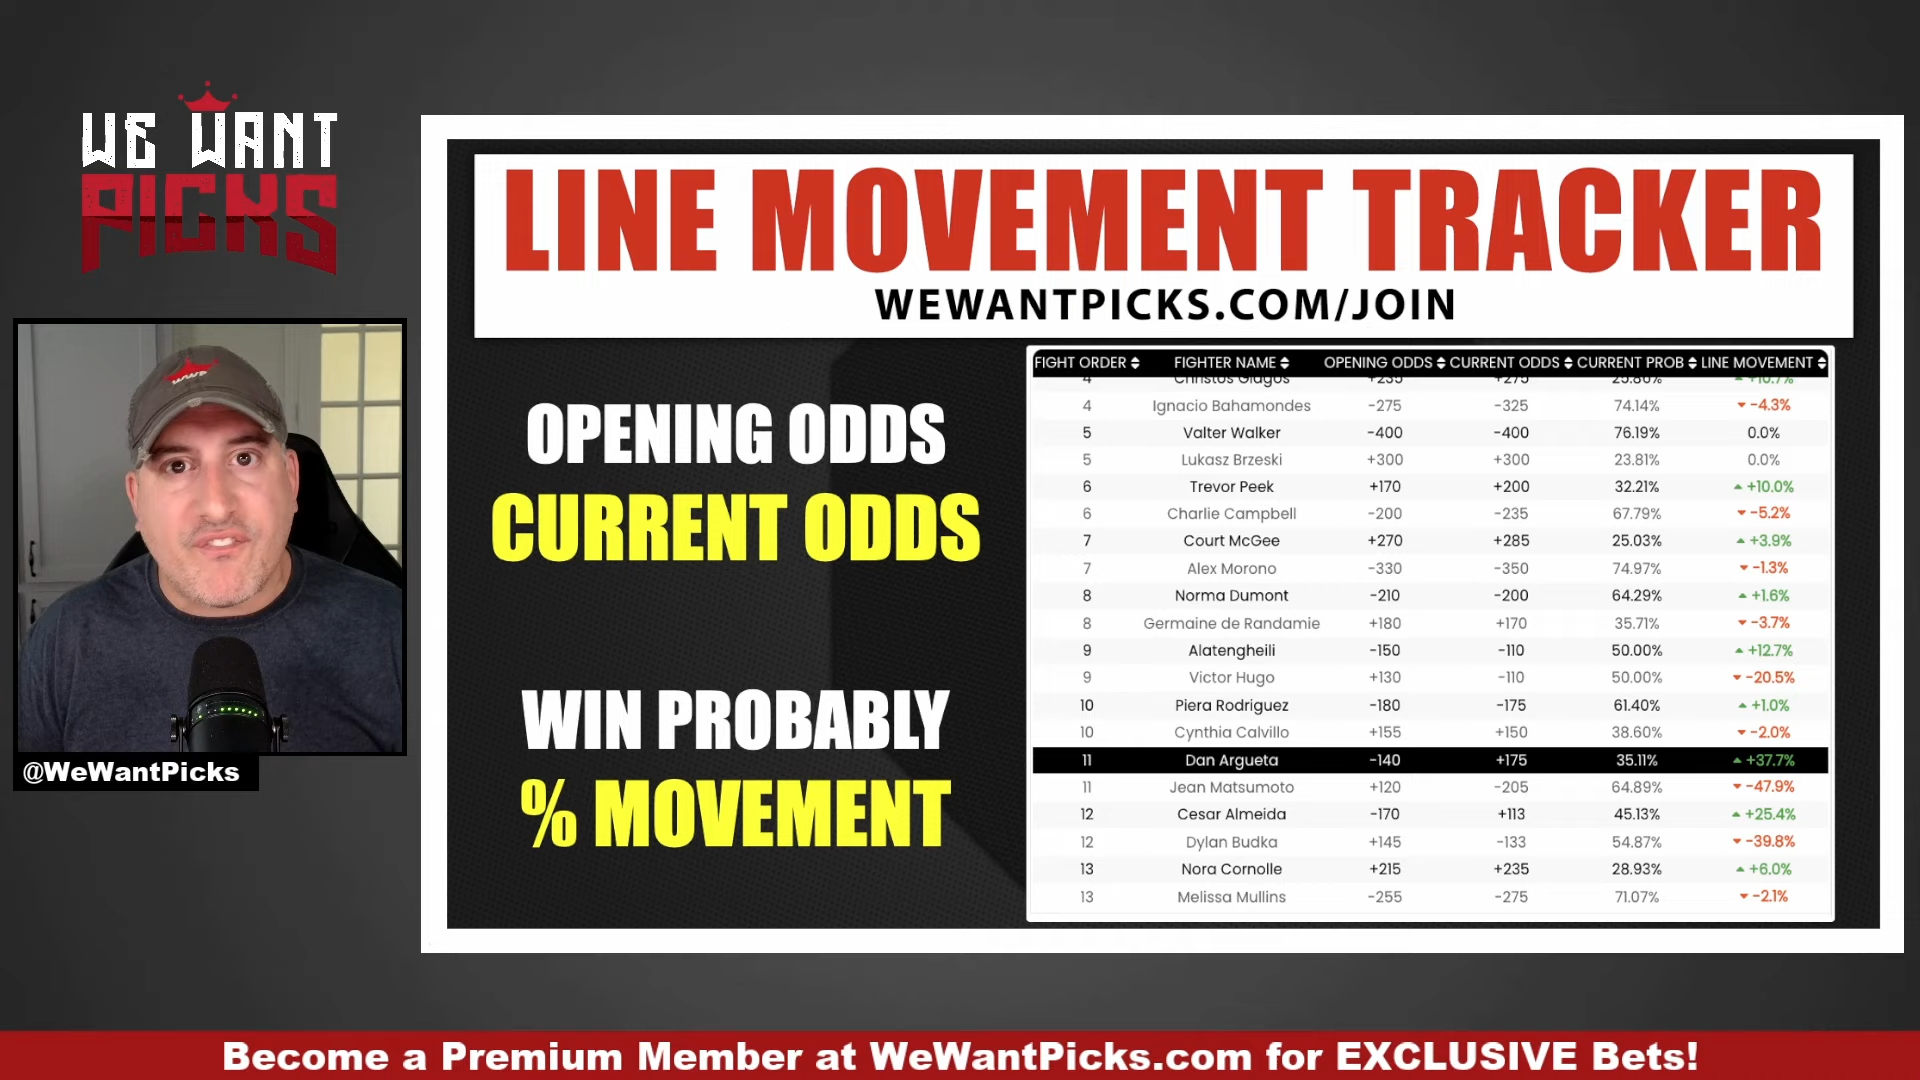 WE WANT
PICKS
WWP
@WeWantPicks
LINE MOVEMENT TRACKER
WEWANTPICKS.COM/JOIN
OPENING ODDS
CURRENT ODDS
WIN PROBABLY
% MOVEMENT
FIGHT ORDER FIGHTER NAME OPENING ODDS CURRENT ODDS CURRENT PROB LINE MOVEMENT
4 Christos Giagos +235 +275 25.86% +10.7%
4 Ignacio Bahamondes -275 -325 74.14% -4.3%
5 Valter Walker -400 -400 76.19% 0.0%
5 Lukasz Brzeski +300 +300 23.81% 0.0%
6 Trevor Peek +170 +200 32.21% +10.0%
6 Charlie Campbell -200 -235 67.79% -5.2%
7 Court McGee +270 +285 25.03% +3.9%
7 Alex Morono -330 -350 74.97% -1.3%
8 Norma Dumont -210 -200 64.29% +1.6%
8 Germaine de Randamie +180 +170 35.71% -3.7%
9 Alatengheili -150 -110 50.00% +12.7%
9 Victor Hugo +130 -110 50.00% -20.5%
10 Piera Rodriguez -180 -175 61.40% +1.0%
10 Cynthia Calvillo +155 +150 38.60% -2.0%
11 Dan Argueta -140 +175 35.11% +37.7%
11 Jean Matsumoto +120 -205 64.89% -47.9%
12 Cesar Almeida -170 +113 45.13% +25.4%
12 Dylan Budka +145 -133 54.87% -39.8%
13 Nora Cornolle +215 +235 28.93% +6.0%
13 Melissa Mullins -255 -275 71.07% -2.1%
Become a Premium Member at WeWantPicks.com for EXCLUSIVE Bets!